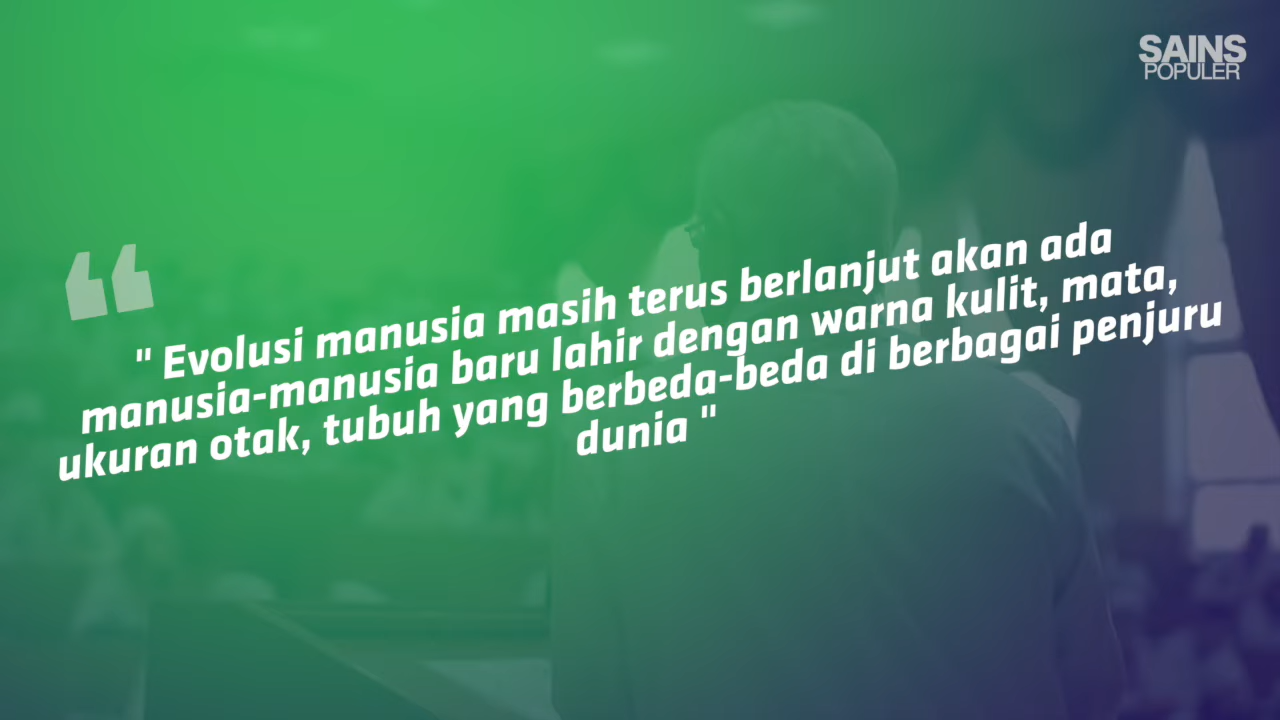 SAINS
POPULER
" Evolusi manusia masih terus berlanjut akan ada
manusia-manusia baru lahir dengan warna kulit, mata,
ukuran otak, tubuh yang berbeda-beda di berbagai penjuru
dunia "